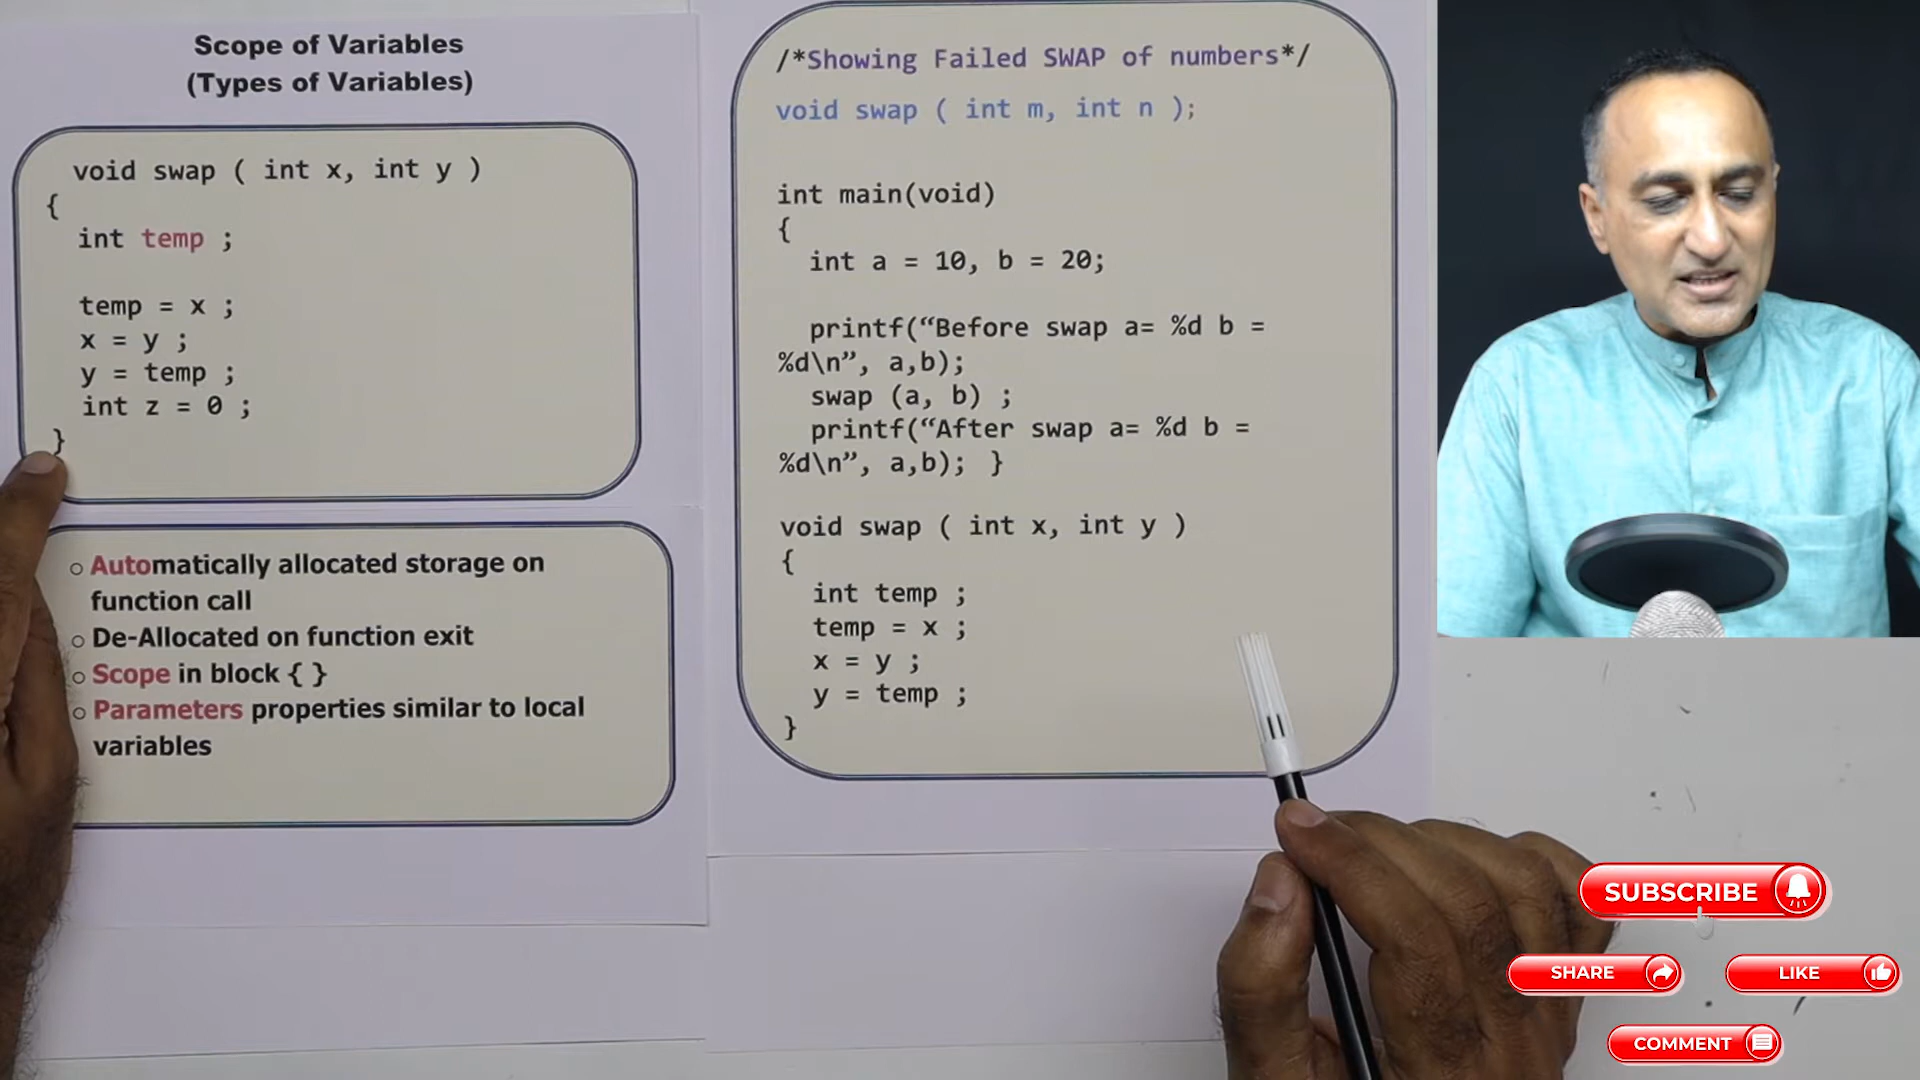 Scope of Variables
(Types of Variables)
void swap ( int x, int y )
{
int temp ;
temp = x ;
x = y ;
y = temp ;
int z = 0 ;
}
○ Automatically allocated storage on
function call
○ De-Allocated on function exit
○ Scope in block { }
○ Parameters properties similar to local
variables
/*Showing Failed SWAP of numbers*/
void swap ( int m, int n );
int main(void)
{
int a = 10, b = 20;
printf(“Before swap a= %d b =
%d\n”, a,b);
swap (a, b) ;
printf(“After swap a= %d b =
%d\n”, a,b); }
void swap ( int x, int y )
{
int temp ;
temp = x ;
x = y ;
y = temp ;
}
SUBSCRIBE
SHARE
LIKE
COMMENT